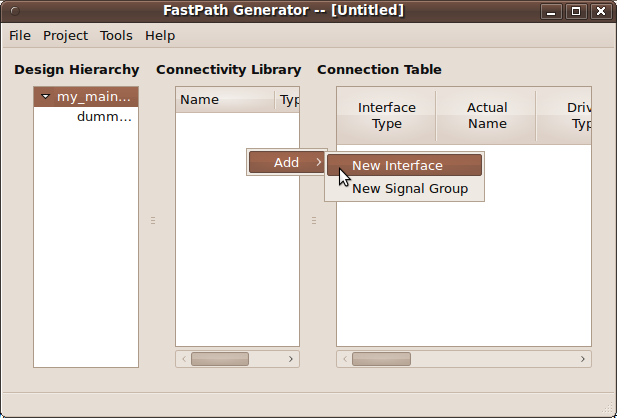 FastPath Generator -- [Untitled]
File Project Tools Help
Design Hierarchy Connectivity Library Connection Table
my_main...
dumm...
Name Typ
Interface Type
Actual Name
Driv Typ
Add
New Interface
New Signal Group